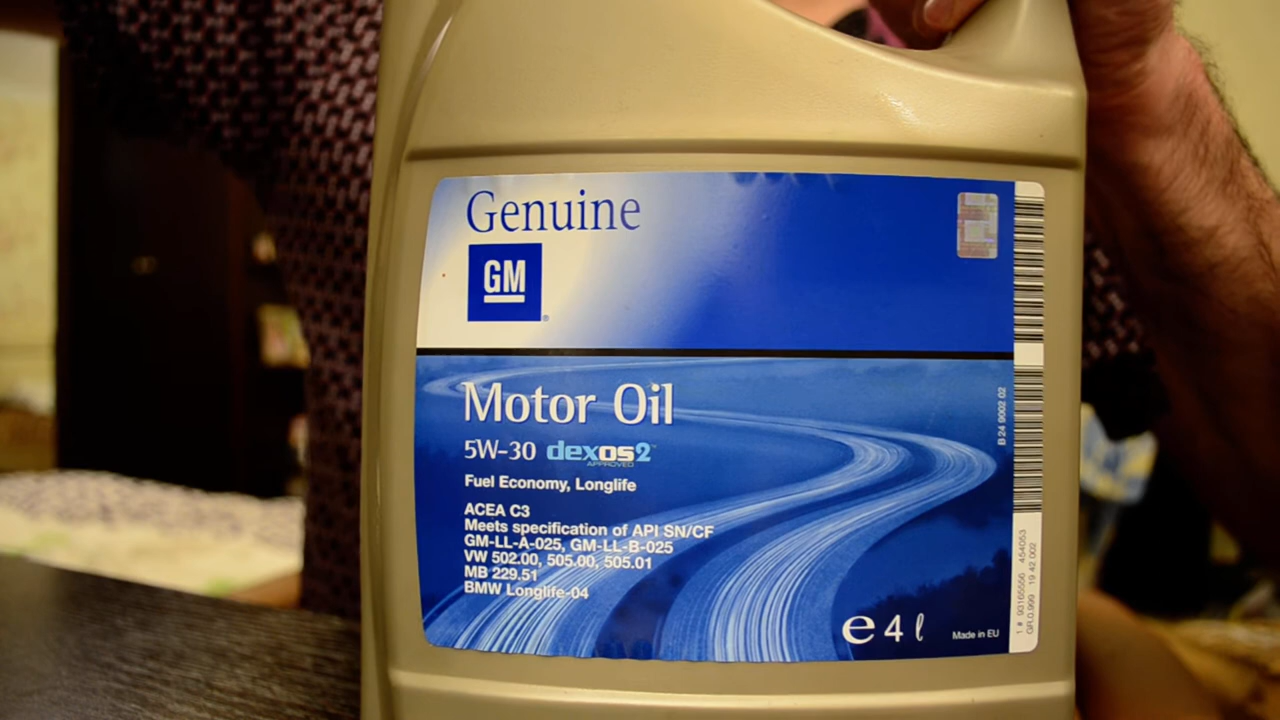 Genuine
GM
Motor Oil
5W-30 dexos2™
APPROVED
Fuel Economy, Longlife
ACEA C3
Meets specification of API SN/CF
GM-LL-A-025, GM-LL-B-025
VW 502.00, 505.00, 505.01
MB 229.51
BMW Longlife-04
e 4 ℓ
Made in EU
B 24 9002 02